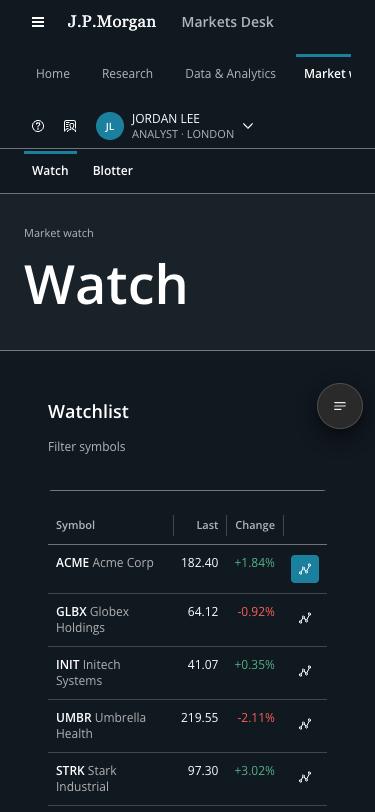 J.P.Morgan Markets Desk
Home Research Data & Analytics Market
JL JORDAN LEE
ANALYST · LONDON
Watch Blotter
Market watch
Watch
Watchlist
Filter symbols
Symbol Last Change
ACME Acme Corp 182.40 +1.84%
GLBX Globex 64.12 -0.92%
Holdings
INIT Initech 41.07 +0.35%
Systems
UMBR Umbrella 219.55 -2.11%
Health
STRK Stark 97.30 +3.02%
Industrial